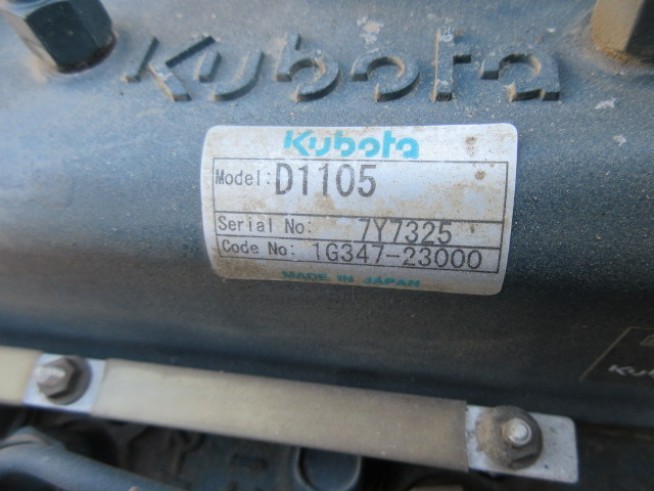 Kubota
Kubota
Model: D1105
Serial No: 7Y7325
Code No: 1G347-23000
MADE IN JAPAN